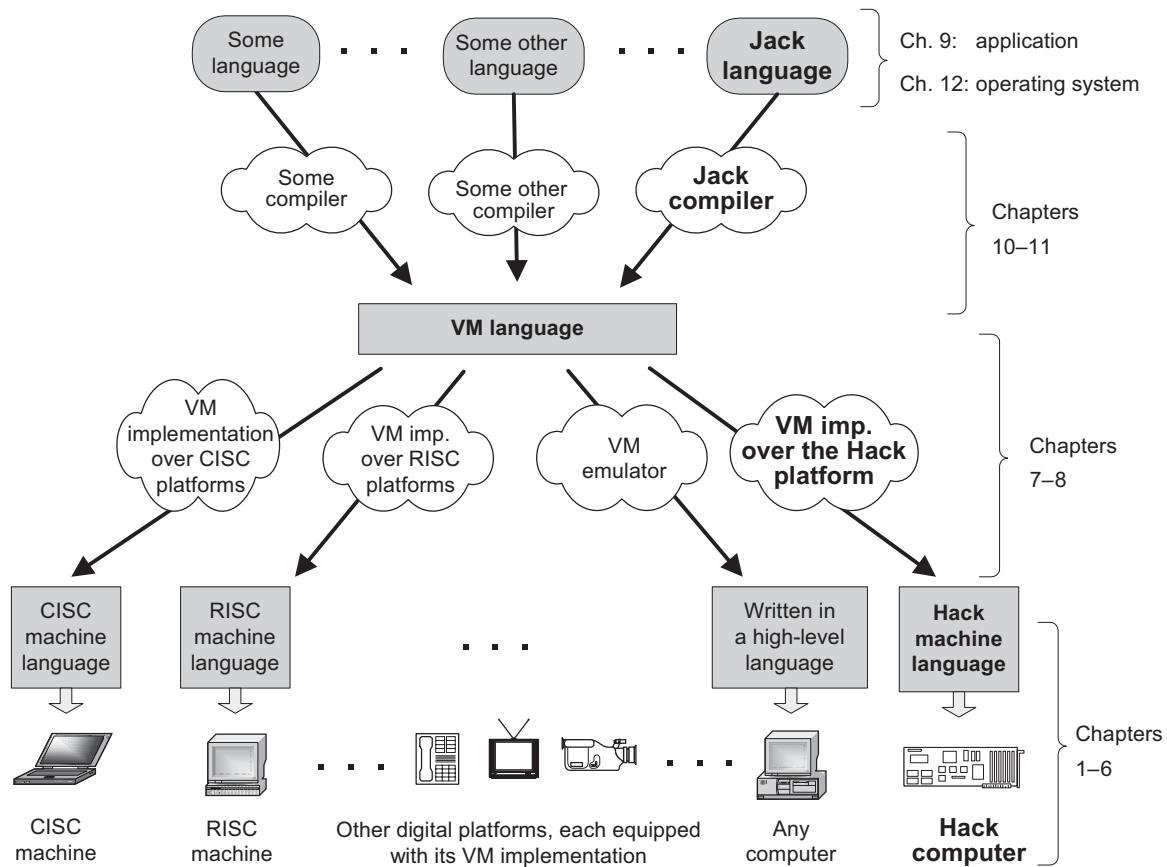 Some
language
Some other
language
Jack
language
Ch. 9: application
Ch. 12: operating system
Some
compiler
Some other
compiler
Jack
compiler
Chapters
10–11
VM language
VM
implementation
over CISC
platforms
VM imp.
over RISC
platforms
VM
emulator
VM imp.
over the Hack
platform
Chapters
7–8
CISC
machine
language
RISC
machine
language
Written in
a high-level
language
Hack
machine
language
Chapters
1–6
CISC
machine
RISC
machine
Other digital platforms, each equipped
with its VM implementation
Any
computer
Hack
computer